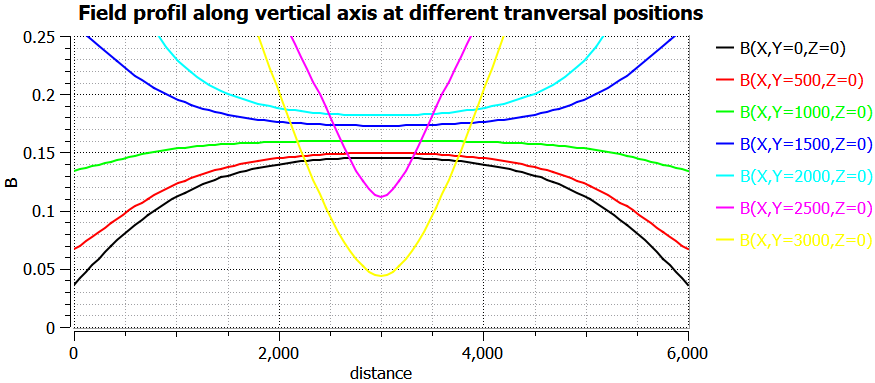 Field profil along vertical axis at different tranversal positions
0.25
0.2
0.15
0.1
0.05
0
B
0
2,000
4,000
6,000
distance
B(X,Y=0,Z=0)
B(X,Y=500,Z=0)
B(X,Y=1000,Z=0)
B(X,Y=1500,Z=0)
B(X,Y=2000,Z=0)
B(X,Y=2500,Z=0)
B(X,Y=3000,Z=0)